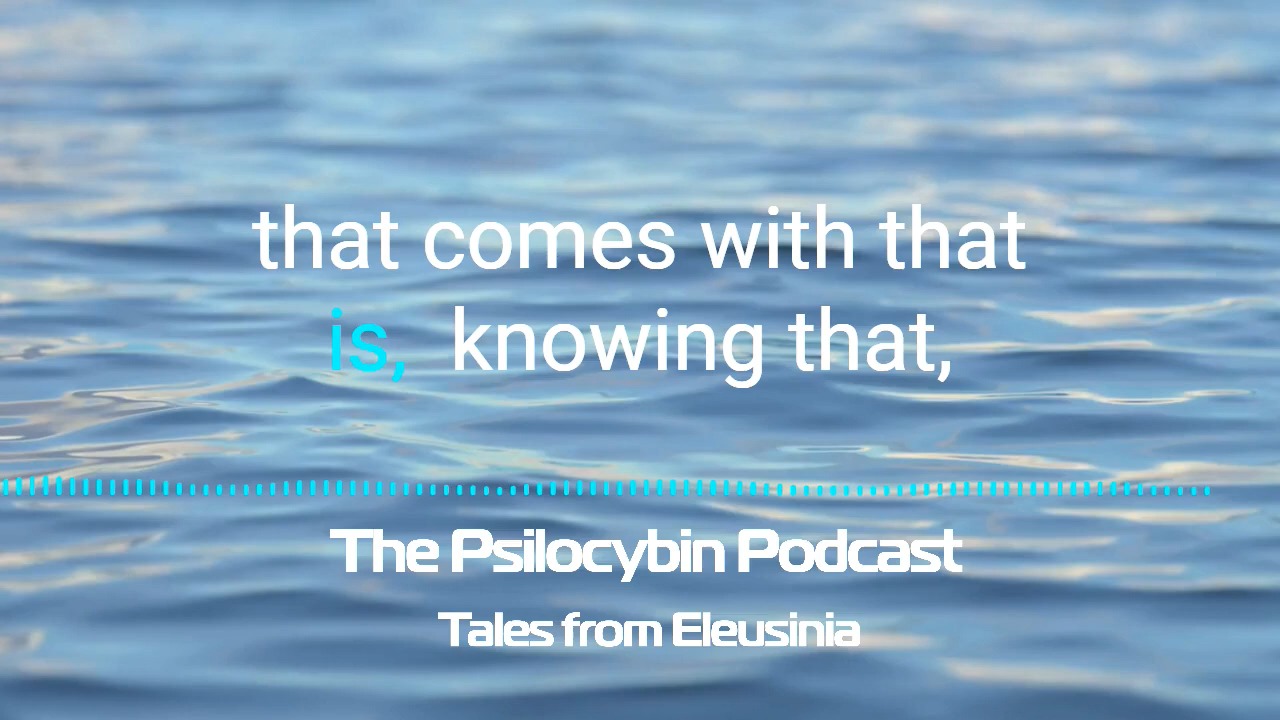 that comes with that
is, knowing that,
The Psilocybin Podcast
Tales from Eleusinia